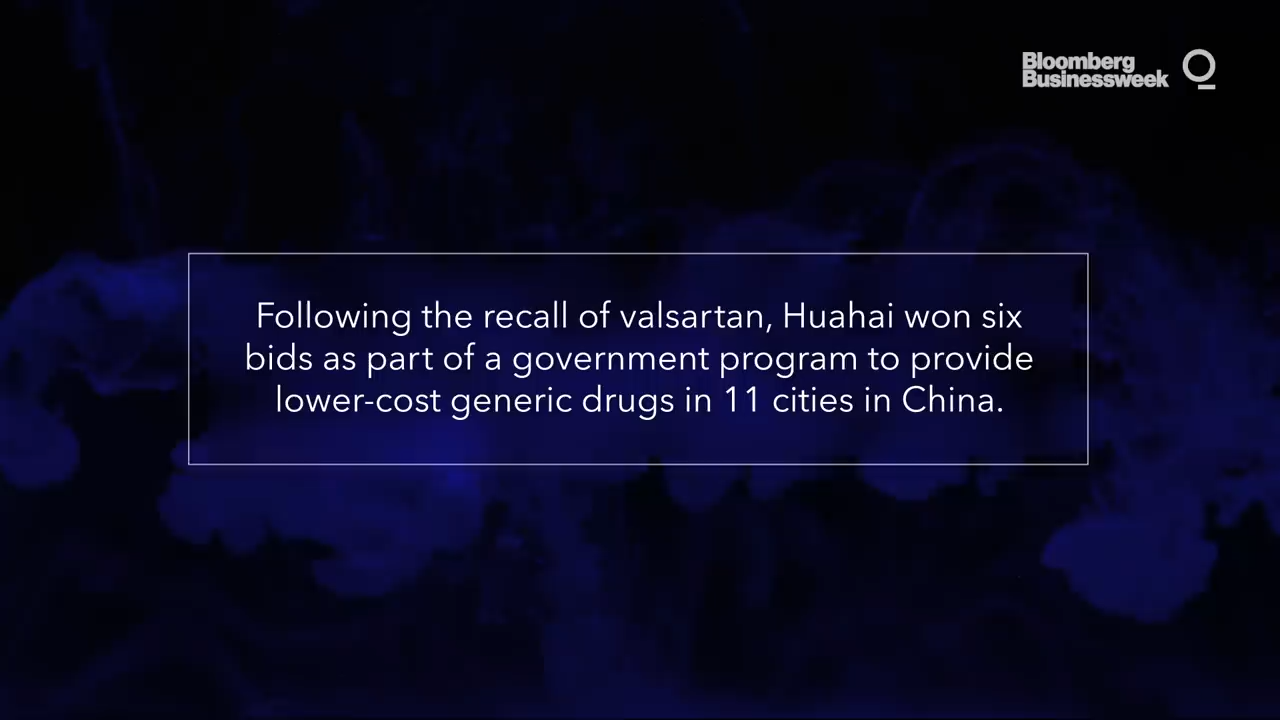 Bloomberg
Businessweek
Following the recall of valsartan, Huahai won six
bids as part of a government program to provide
lower-cost generic drugs in 11 cities in China.